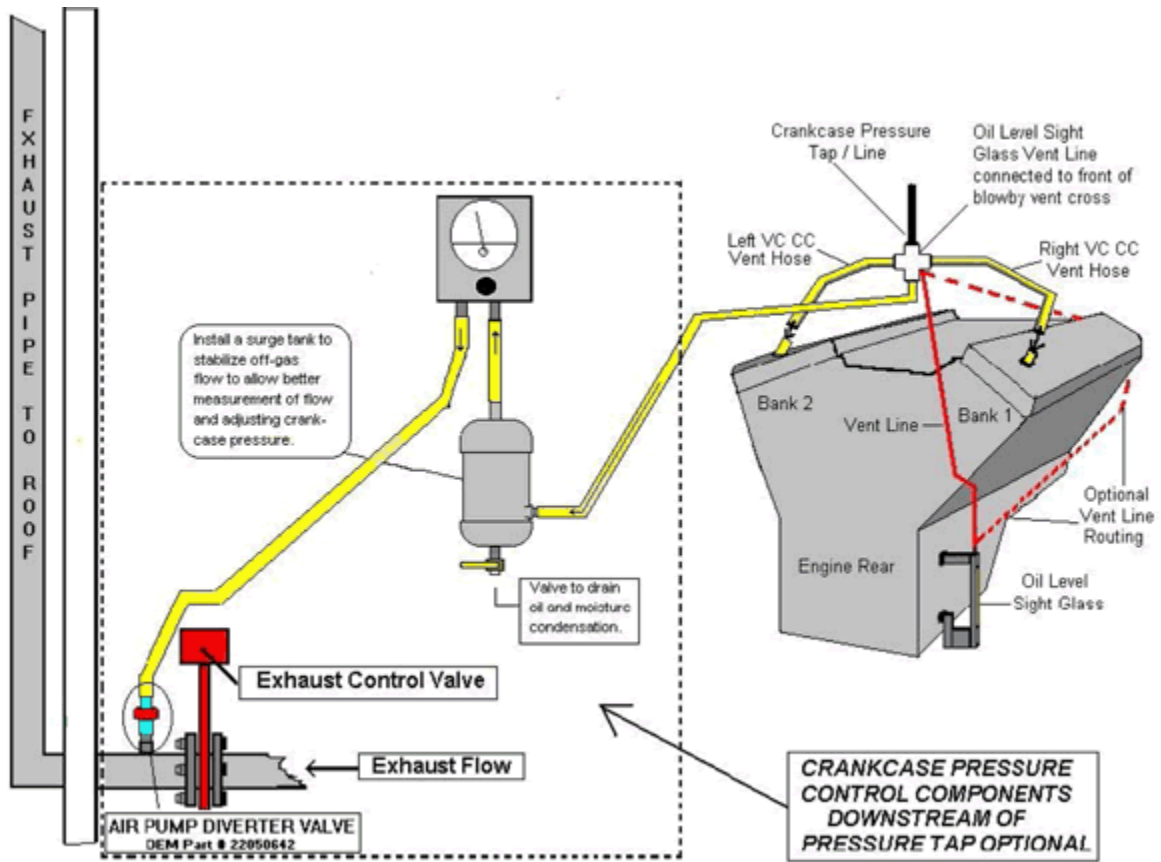 FXHAUST PIPE TO ROOF
Crankcase Pressure
Tap / Line
Oil Level Sight
Glass Vent Line
connected to front of
blowby vent cross
Left VC CC
Vent Hose
Right VC CC
Vent Hose
Install a surge tank to
stabilize off-gas
flow to allow better
measurement of flow
and adjusting crank-
case pressure.
Bank 2
Bank 1
Vent Line
Optional
Vent Line
Routing
Engine Rear
Oil Level
Sight Glass
Valve to drain
oil and moisture
condensation.
Exhaust Control Valve
Exhaust Flow
AIR PUMP DIVERTER VALVE
OEM Part # 22050642
CRANKCASE PRESSURE
CONTROL COMPONENTS
DOWNSTREAM OF
PRESSURE TAP OPTIONAL